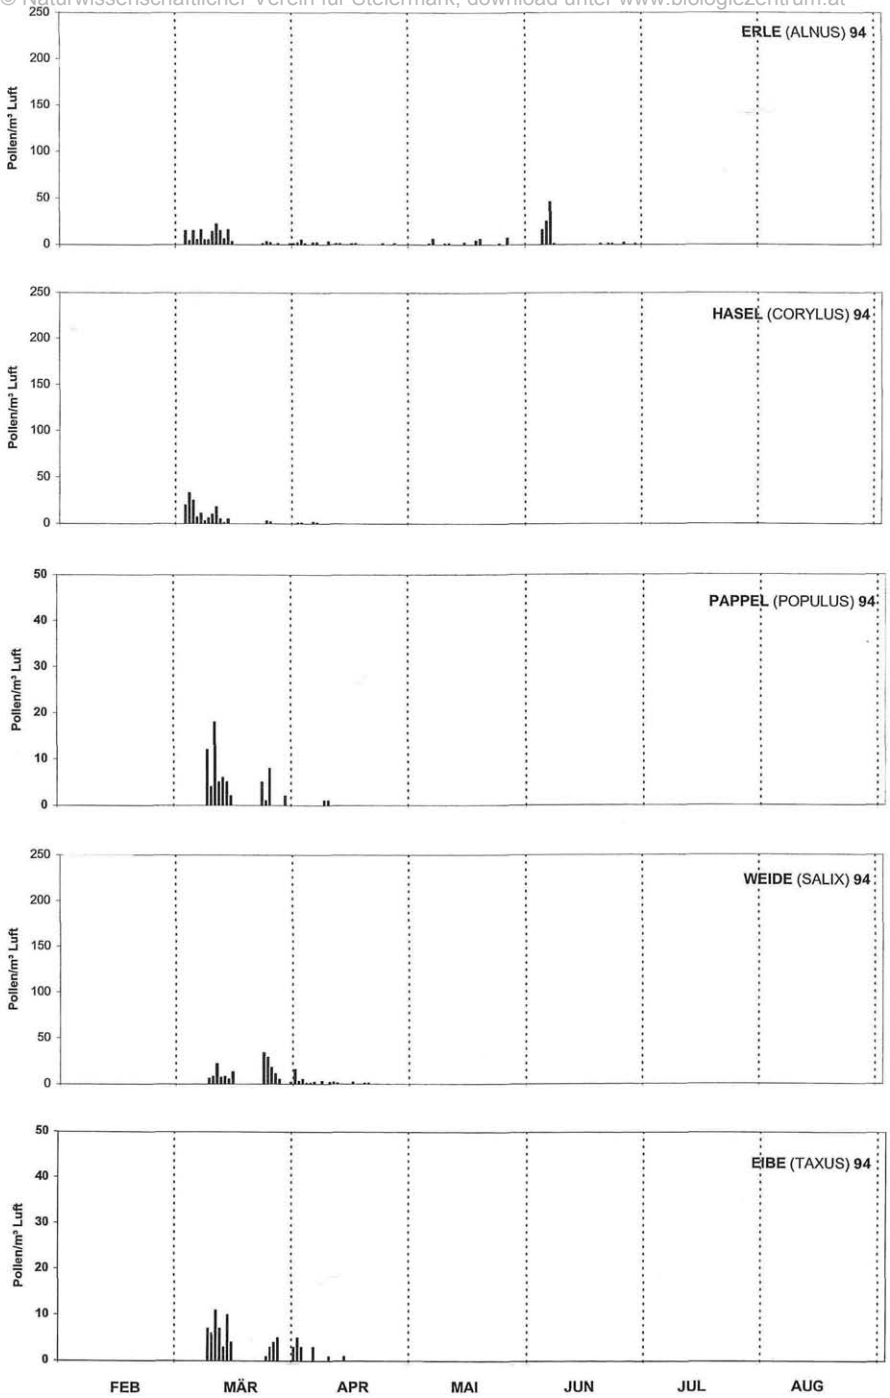 © Naturwissenschaftlicher Verein für Steiermark; download unter www.biologiezentrum.at
ERLE (ALNUS) 94
Pollen/m³ Luft
250
200
150
100
50
0
HASEL (CORYLUS) 94
Pollen/m³ Luft
250
200
150
100
50
0
PAPPEL (POPULUS) 94
Pollen/m³ Luft
50
40
30
20
10
0
WEIDE (SALIX) 94
Pollen/m³ Luft
250
200
150
100
50
0
EIBE (TAXUS) 94
Pollen/m³ Luft
50
40
30
20
10
0
FEB MÄR APR MAI JUN JUL AUG